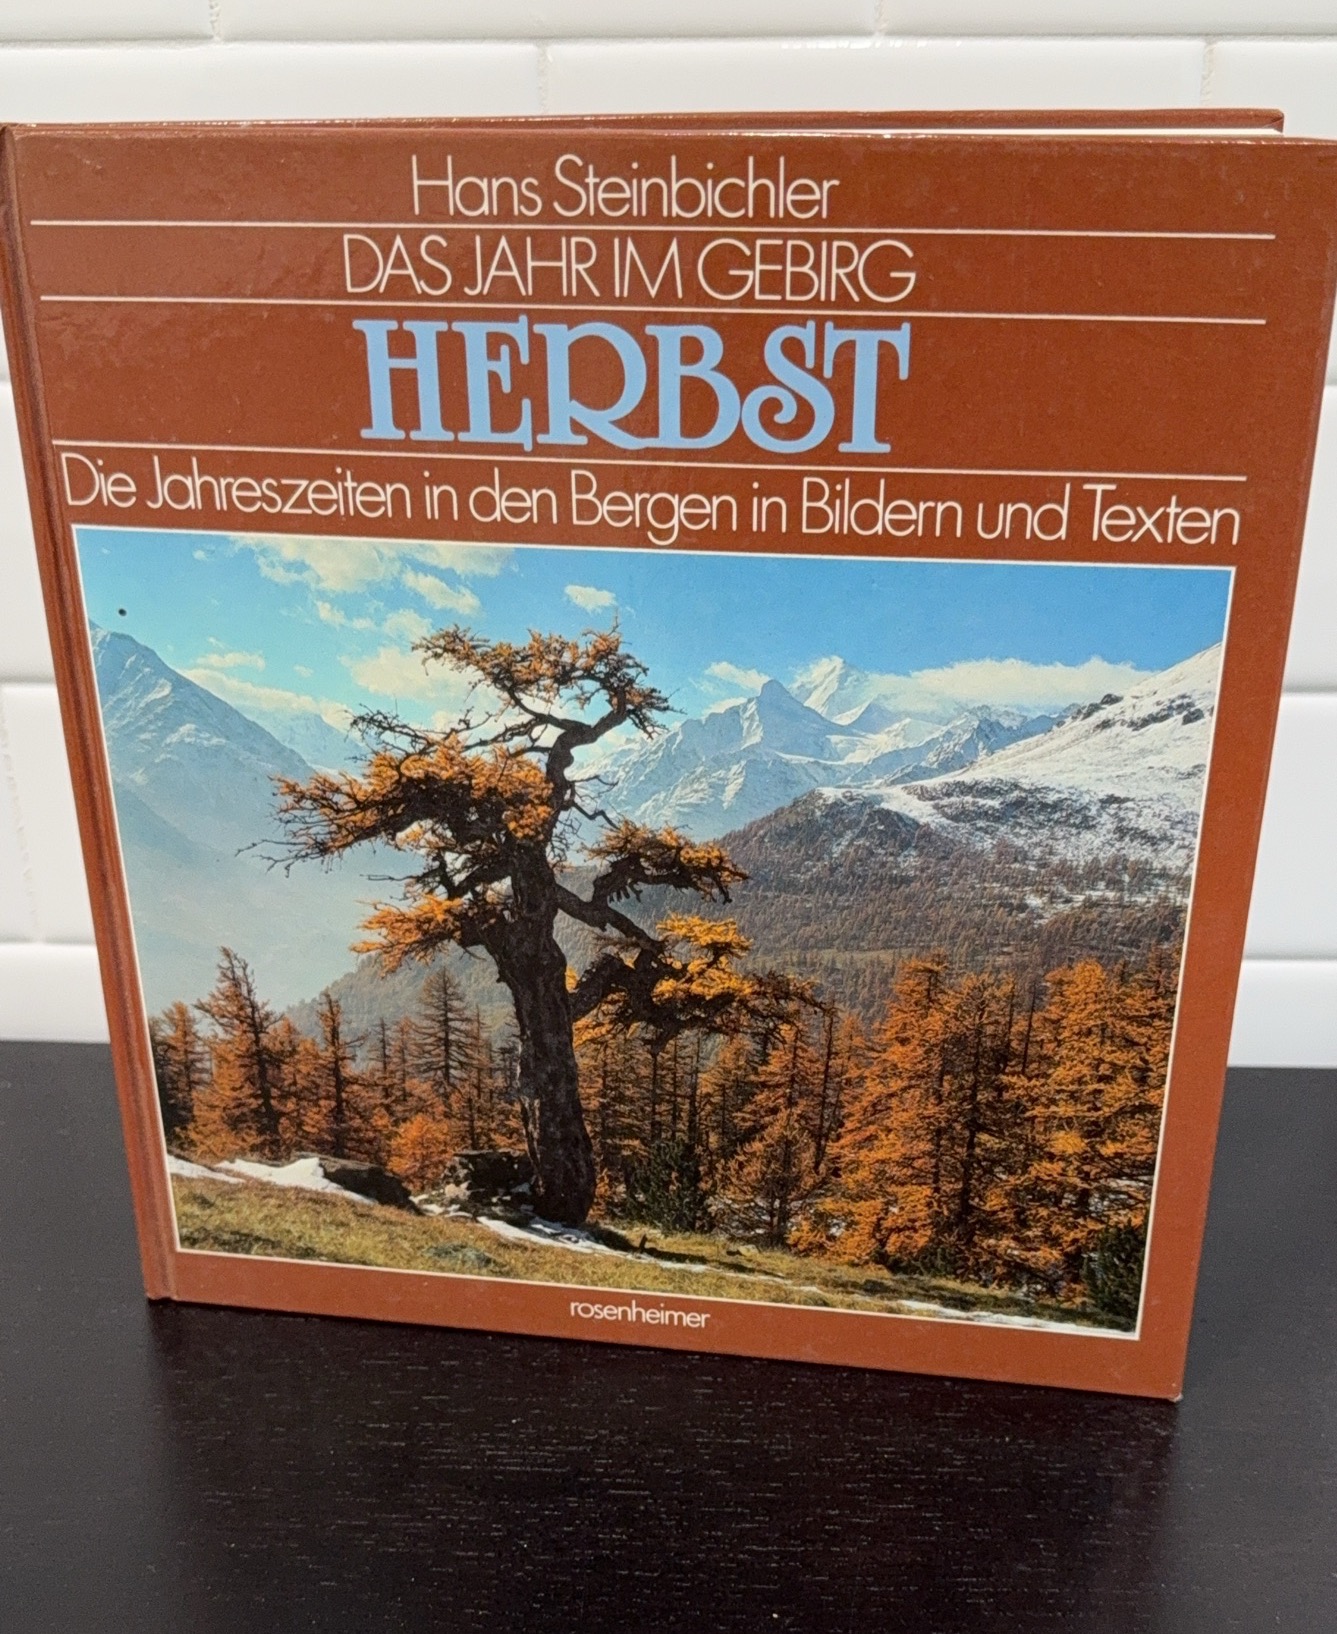 Hans Steinbichler
DAS JAHR IM GEBIRG
HERBST
Die Jahreszeiten in den Bergen in Bildern und Texten
rosenheimer